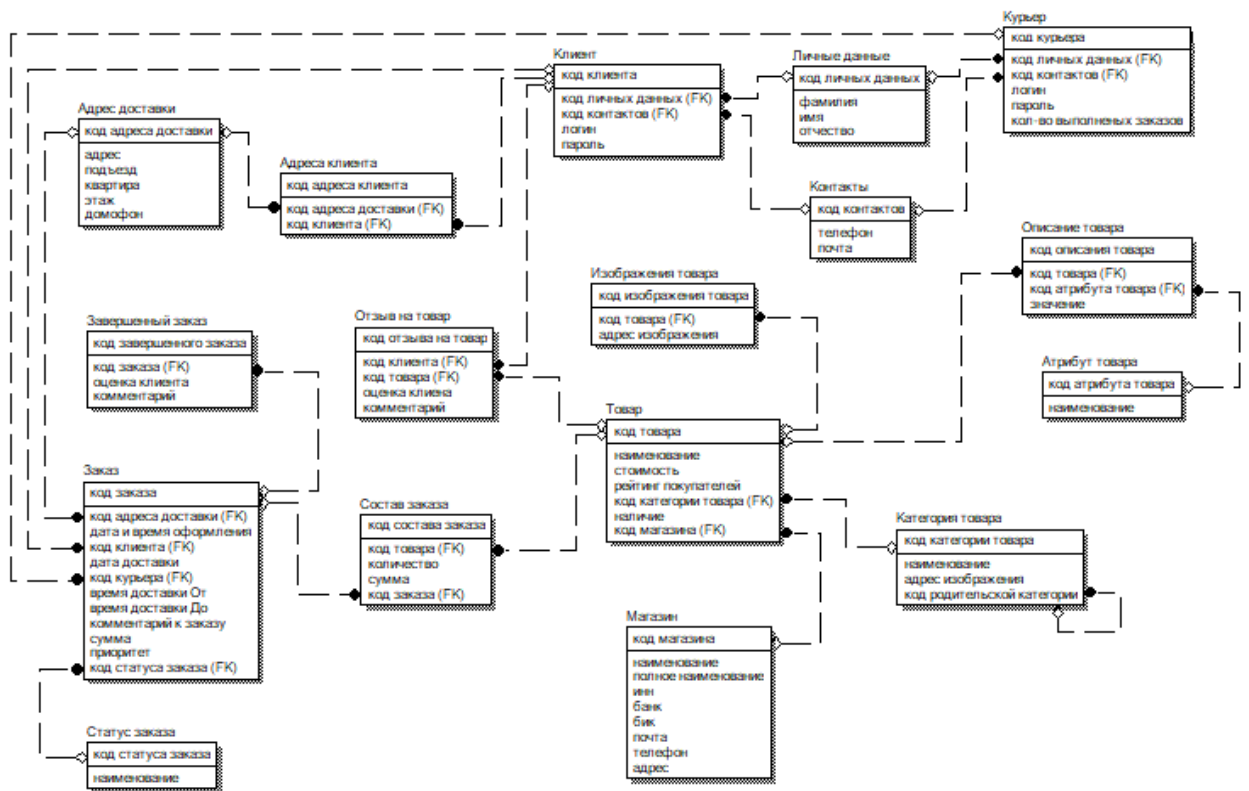 Курьер
код курьера
код личных данных (FK)
код контактов (FK)
логин
пароль
кол-во выполненых заказов
Клиент
код клиента
код личных данных (FK)
код контактов (FK)
логин
пароль
Личные данные
код личных данных
фамилия
имя
отчество
Адрес доставки
код адреса доставки
адрес
подъезд
квартира
этаж
домофон
Адреса клиента
код адреса клиента
код адреса доставки (FK)
код клиента (FK)
Контакты
код контактов
телефон
почта
Описание товара
код описания товара
код товара (FK)
код атрибута товара (FK)
значение
Изображения товара
код изображения товара
код товара (FK)
адрес изображения
Завершенный заказ
код завершенного заказа
код заказа (FK)
оценка клиента
комментарий
Отзыв на товар
код отзыва на товар
код клиента (FK)
код товара (FK)
оценка клиена
комментарий
Атрибут товара
код атрибута товара
наименование
Товар
код товара
наименование
стоимость
рейтинг покупателей
код категории товара (FK)
наличие
код магазина (FK)
Заказ
код заказа
код адреса доставки (FK)
дата и время оформления
код клиента (FK)
дата доставки
код курьера (FK)
время доставки От
время доставки До
комментарий к заказу
сумма
приоритет
код статуса заказа (FK)
Состав заказа
код состава заказа
код товара (FK)
количество
сумма
код заказа (FK)
Категория товара
код категории товара
наименование
адрес изображения
код родительской категории
Магазин
код магазина
наименование
полное наименование
инн
банк
бик
почта
телефон
адрес
Статус заказа
код статуса заказа
наименование